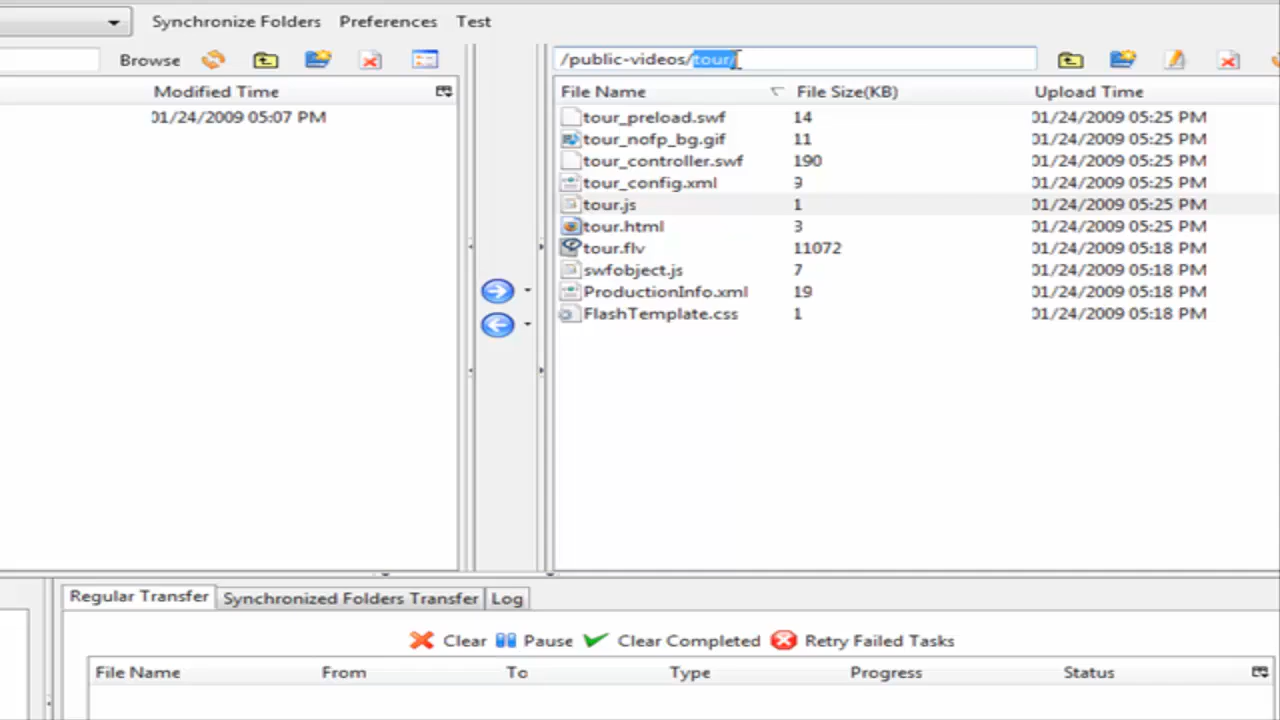 Synchronize Folders Preferences Test
Browse /public-videos/tour/
Modified Time File Name File Size(KB) Upload Time
01/24/2009 05:07 PM tour_preload.swf 14 01/24/2009 05:25 PM
tour_nofp_bg.gif 11 01/24/2009 05:25 PM
tour_controller.swf 190 01/24/2009 05:25 PM
tour_config.xml 9 01/24/2009 05:25 PM
tour.js 1 01/24/2009 05:25 PM
tour.html 3 01/24/2009 05:25 PM
tour.flv 11072 01/24/2009 05:18 PM
swfobject.js 7 01/24/2009 05:18 PM
ProductionInfo.xml 19 01/24/2009 05:18 PM
FlashTemplate.css 1 01/24/2009 05:18 PM
Regular Transfer Synchronized Folders Transfer Log
Clear Pause Clear Completed Retry Failed Tasks
File Name From To Type Progress Status